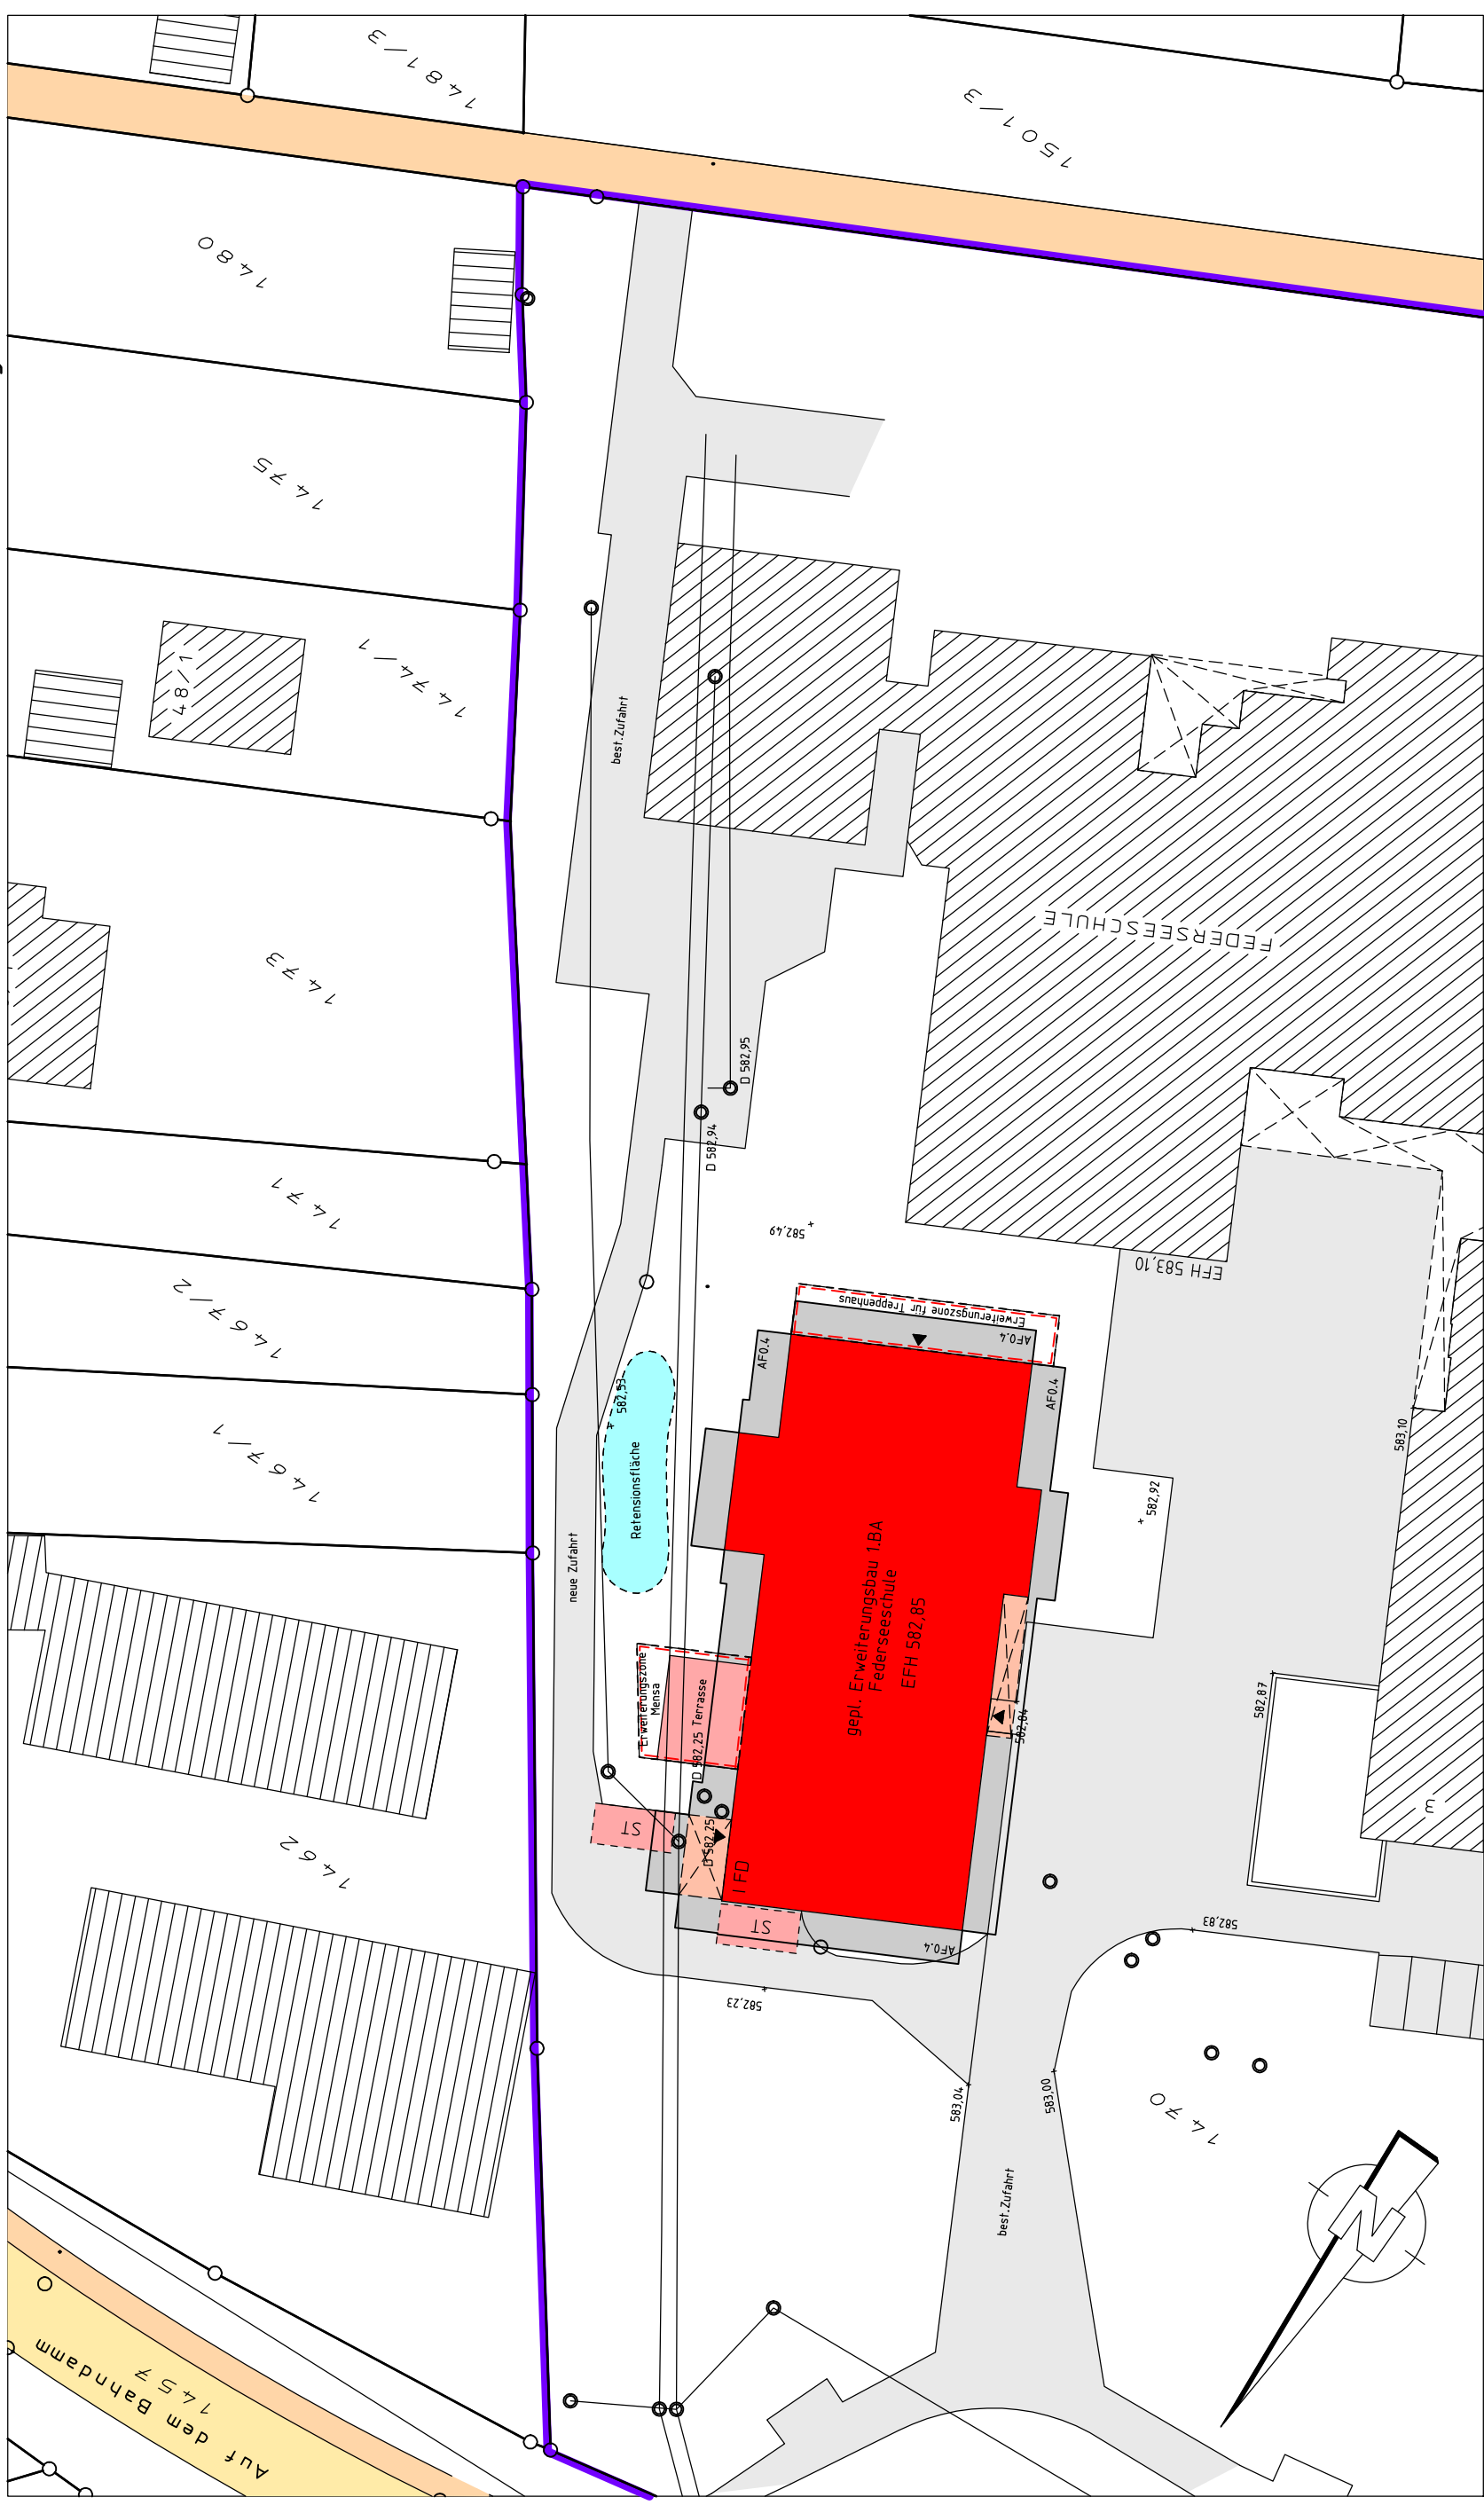 1481/3
1501/3
1480
1475
1474/1
48/1
best.Zufahrt
1473
FEDERSEESCHULE
D 582,95
D 582,94
1471
582,49
EFH 583,10
1467/2
Erweiterungszone für Treppenhaus
AF0.4
AF0.4
AF0.4
582,53
Retensionsfläche
1467/1
583,10
582,92
neue Zufahrt
gepl. Erweiterungsbau 1.BA
Federseeschule
EFH 582,85
Erweiterungszone
Mensa
D 582,25 Terrasse
582,84
582,87
3
ST
D 582,25
I FD
ST
AF0.4
1462
582,83
582,23
583,04
583,00
1470
best.Zufahrt
N
1457
Auf dem Bahndamm